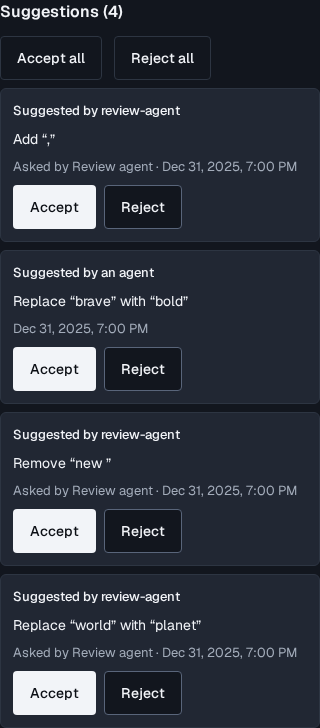 Suggestions (4)
Accept all Reject all
Suggested by review-agent
Add “,”
Asked by Review agent · Dec 31, 2025, 7:00 PM
Accept Reject
Suggested by an agent
Replace “brave” with “bold”
Dec 31, 2025, 7:00 PM
Accept Reject
Suggested by review-agent
Remove “new ”
Asked by Review agent · Dec 31, 2025, 7:00 PM
Accept Reject
Suggested by review-agent
Replace “world” with “planet”
Asked by Review agent · Dec 31, 2025, 7:00 PM
Accept Reject